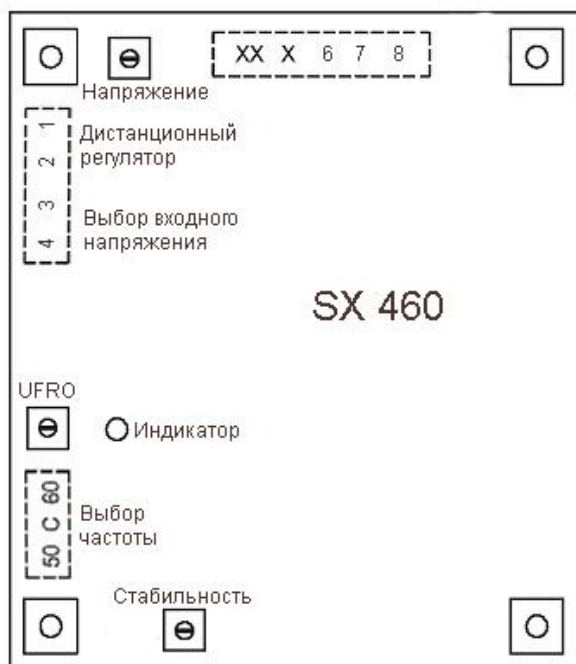 XX X 6 7 8
Напряжение
1 2
Дистанционный
регулятор
3 4
Выбор входного
напряжения
SX 460
UFRO
Индикатор
50 C 60
Выбор
частоты
Стабильность